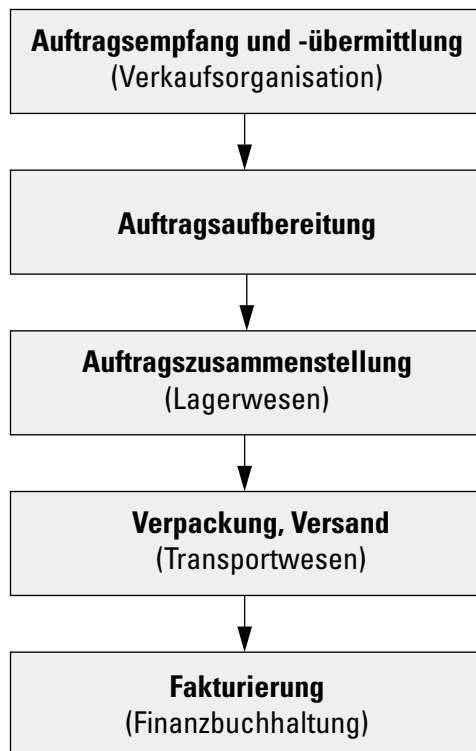 Auftragsempfang und -übermittlung
(Verkaufsorganisation)
Auftragsaufbereitung
Auftragszusammenstellung
(Lagerwesen)
Verpackung, Versand
(Transportwesen)
Fakturierung
(Finanzbuchhaltung)